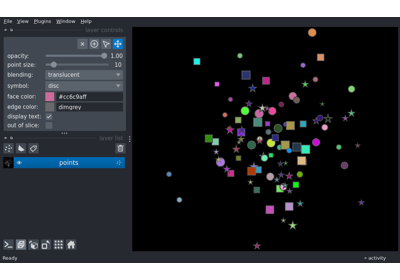 File View Plugins Window Help
layer controls
opacity: 1.00
point size: 10
blending: translucent
symbol: disc
face color: #cc6c9aff
edge color: dimgrey
display text:
out of slice:
layer list
points
Ready
activity